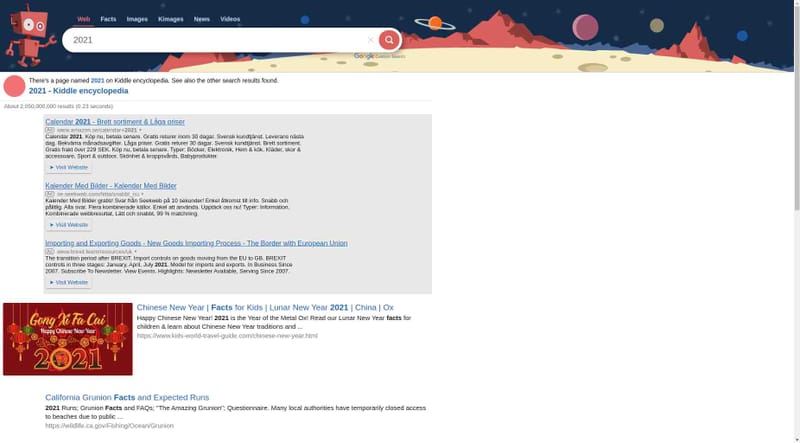 Web Facts Images Kimages News Videos
2021
Google Custom Search
There's a page named 2021 on Kiddle encyclopedia. See also the other search results found.
2021 - Kiddle encyclopedia
About 2,050,000,000 results (0.23 seconds)
Calendar 2021 - Brett sortiment & Låga priser
Ad www.amazon.se/calendar+2021
Calendar 2021. Köp nu, betala senare. Gratis returer inom 30 dagar. Svensk kundtjänst. Leverans nästa
dag. Bekväma månadsavgifter. Låga priser. Gratis returer 30 dagar. Svensk kundtjänst. Brett sortiment.
Gratis frakt över 229 SEK. Köp nu, betala senare. Typer: Böcker, Elektronik, Hem & kök, Kläder, skor &
accessoare, Sport & outdoor, Skönhet & kroppsvårds, Babyprodukter.
➤ Visit Website
Kalender Med Bilder - Kalender Med Bilder
Ad se.seekweb.com/hitta/snabbt_nu
Kalender Med Bilder gratis! Svar från Seekweb på 10 sekunder! Enkel åtkomst till info. Snabb och
pålitlig. Alla svar. Flera kombinerade källor. Enkel att använda. Upptäck oss nu! Typer: Information,
Kombinerade webbresultat, Lätt och snabbt, 99 % matchning.
➤ Visit Website
Importing and Exporting Goods - New Goods Importing Process - The Border with European Union
Ad www.brexit.team/resources/uk
The transition period after BREXIT. Import controls on goods moving from the EU to GB. BREXIT
controls in three stages: January, April, July 2021. Model for imports and exports. In Business Since
2007. Subscribe To Newsletter. View Events. Highlights: Newsletter Available, Serving Since 2007.
➤ Visit Website
Gong Xi Fa Cai
Happy Chinese New Year
2021
Chinese New Year | Facts for Kids | Lunar New Year 2021 | China | Ox
Happy Chinese New Year! 2021 is the Year of the Metal Ox! Read our Lunar New Year facts for
children & learn about Chinese New Year traditions and ...
https://www.kids-world-travel-guide.com/chinese-new-year.html
California Grunion Facts and Expected Runs
2021 Runs; Grunion Facts and FAQs; "The Amazing Grunion"; Questionnaire. Many local authorities have temporarily closed access
to beaches due to public ...
https://wildlife.ca.gov/Fishing/Ocean/Grunion